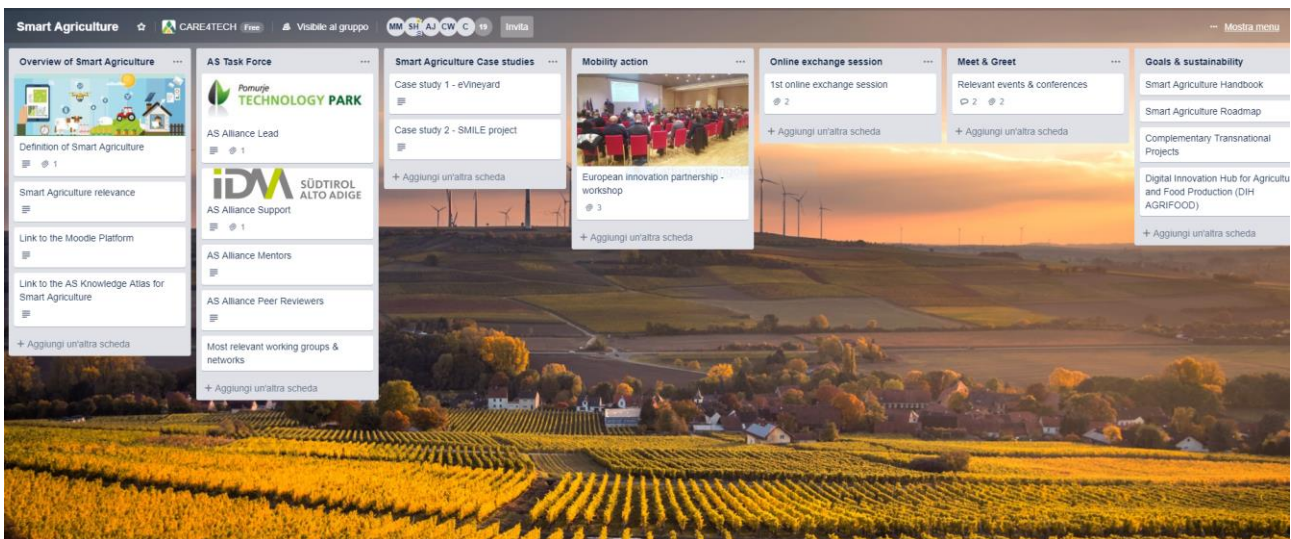 Smart Agriculture
CARE4TECH Free
Visibile al gruppo
MM SH AJ CW C 19
Invita
Mostra menu
Overview of Smart Agriculture
Definition of Smart Agriculture
1
Smart Agriculture relevance
Link to the Moodle Platform
Link to the AS Knowledge Atlas for
Smart Agriculture
+ Aggiungi un'altra scheda
AS Task Force
Pomurje
TECHNOLOGY PARK
AS Alliance Lead
1
iDM SÜDTIROL
ALTO ADIGE
AS Alliance Support
1
AS Alliance Mentors
AS Alliance Peer Reviewers
Most relevant working groups &
networks
+ Aggiungi un'altra scheda
Smart Agriculture Case studies
Case study 1 - eVineyard
Case study 2 - SMILE project
+ Aggiungi un'altra scheda
Mobility action
European innovation partnership -
workshop
3
+ Aggiungi un'altra scheda
Online exchange session
1st online exchange session
2
+ Aggiungi un'altra scheda
Meet & Greet
Relevant events & conferences
2 2
+ Aggiungi un'altra scheda
Goals & sustainability
Smart Agriculture Handbook
Smart Agriculture Roadmap
Complementary Transnational
Projects
Digital Innovation Hub for Agricultu
and Food Production (DIH
AGRIFOOD)
+ Aggiungi un'altra scheda